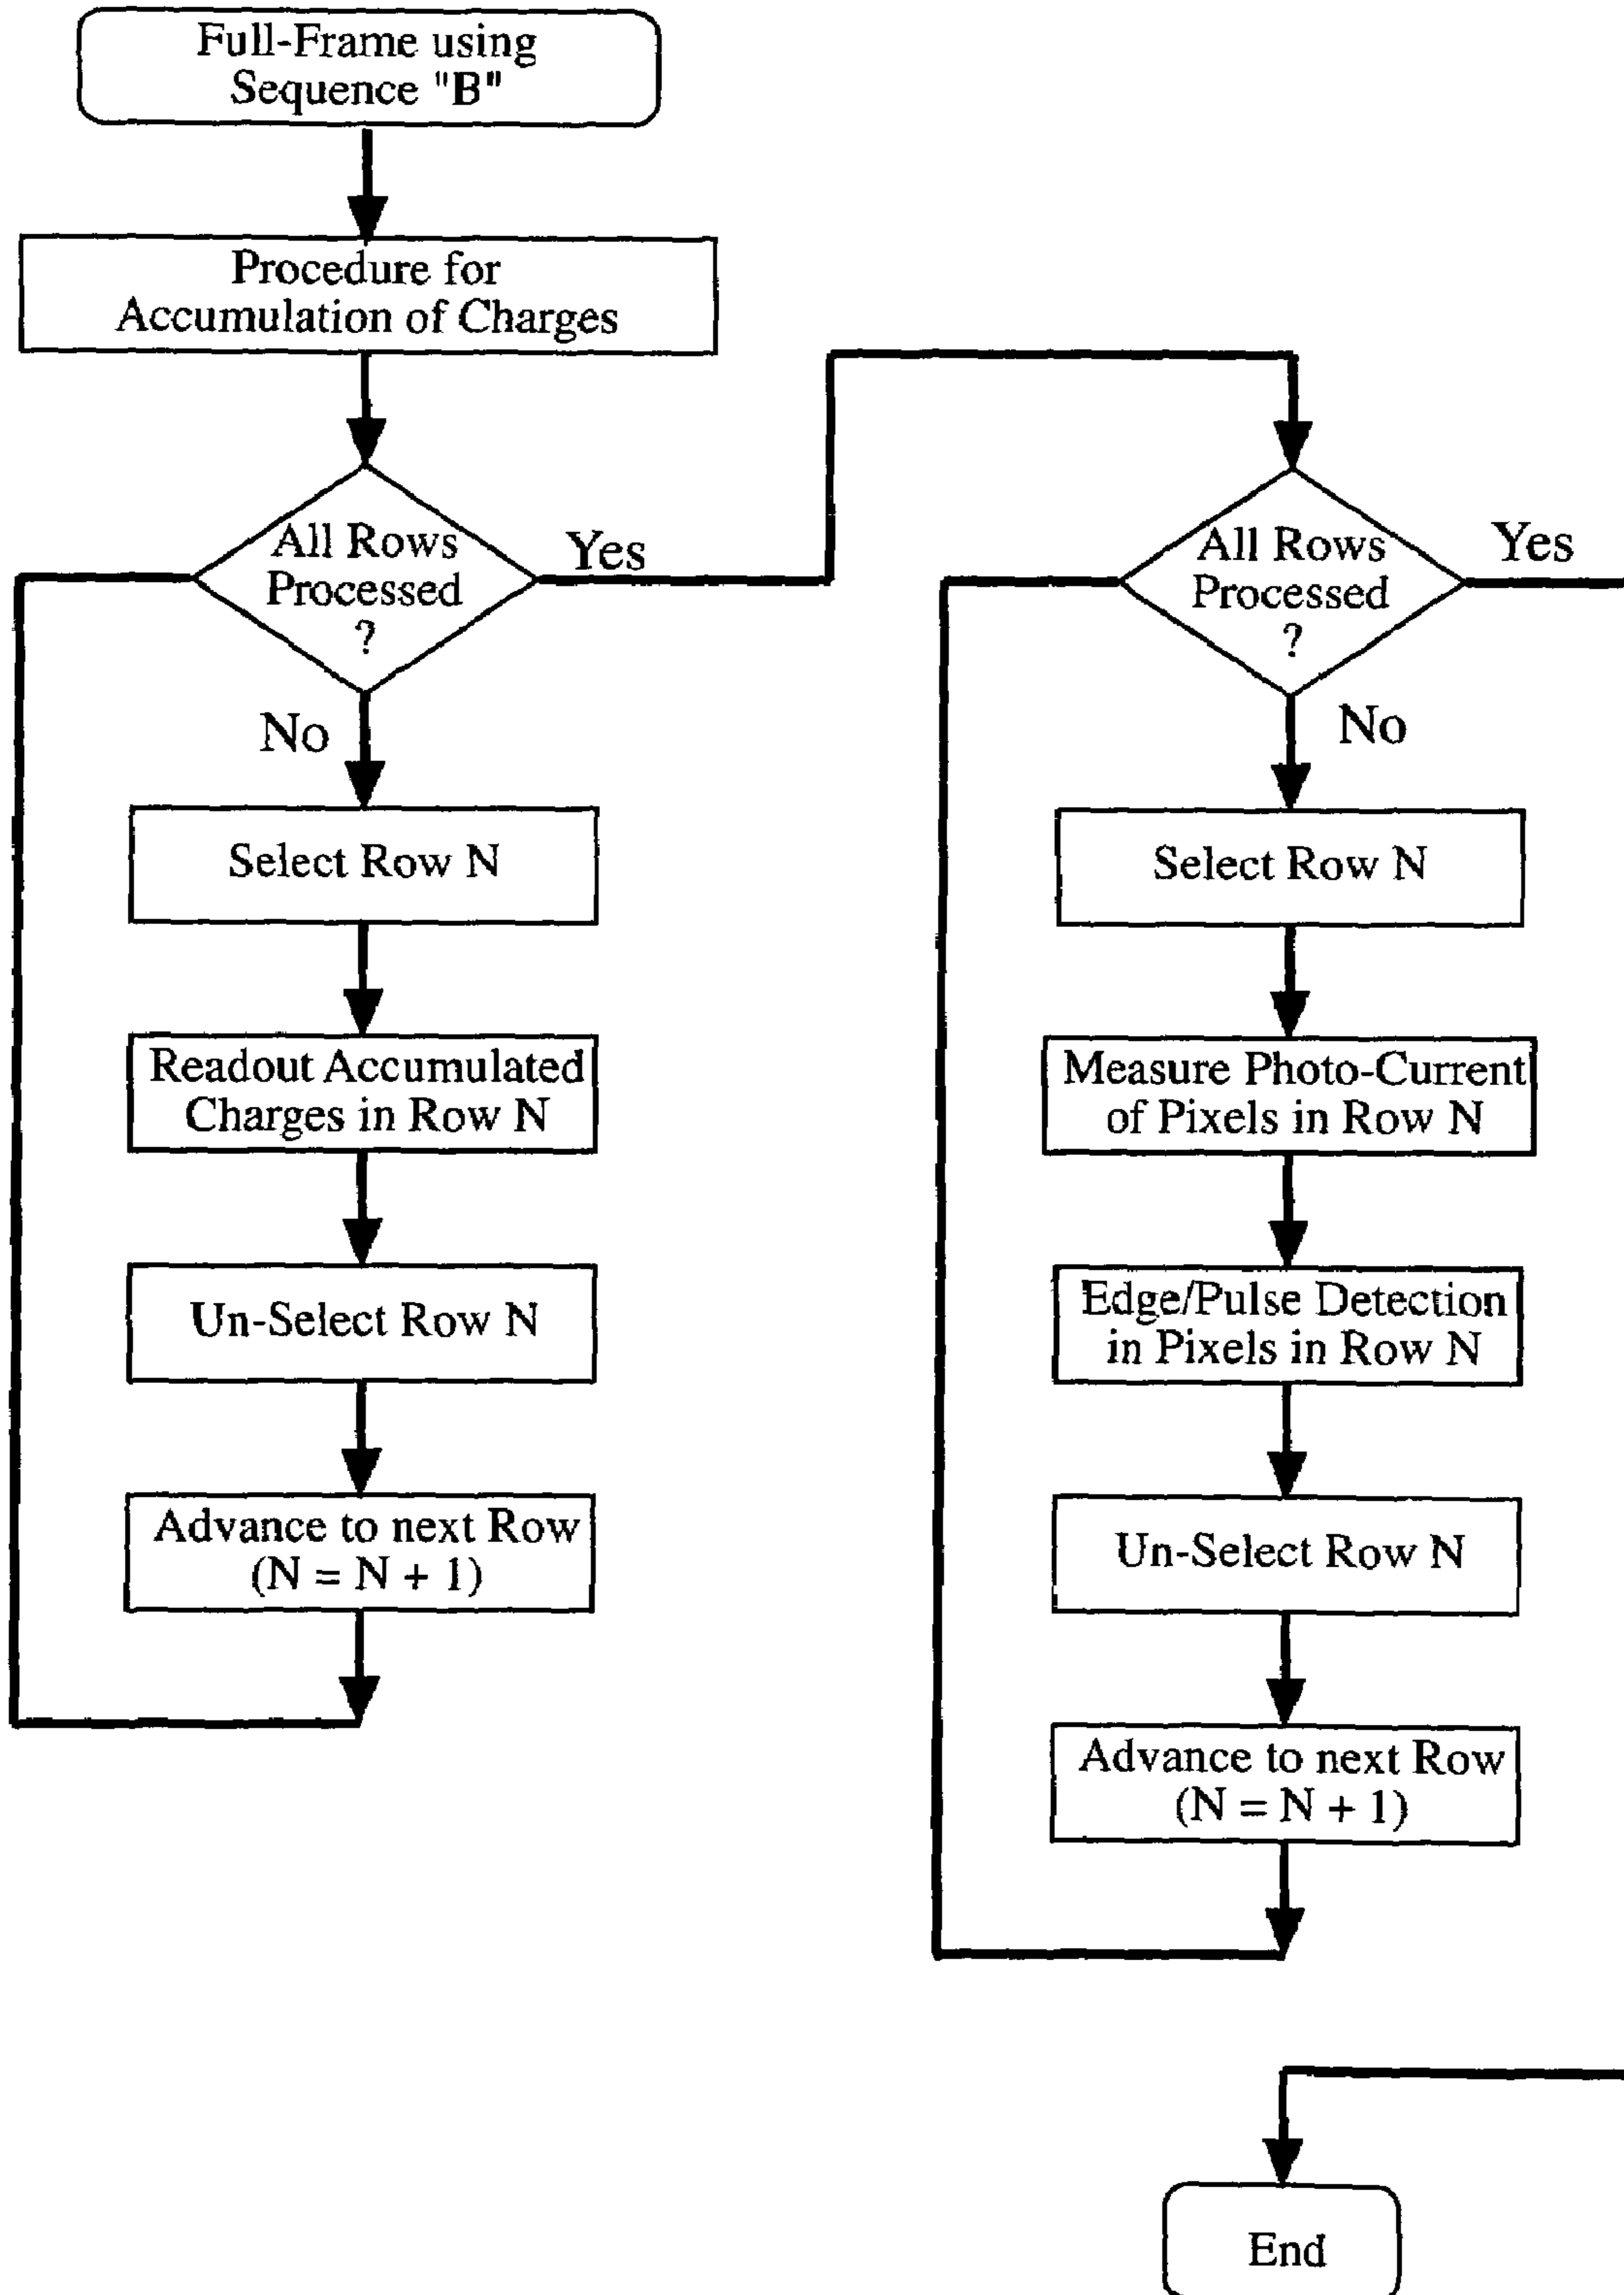 Full-Frame using
Sequence "B"
Procedure for
Accumulation of Charges
All Rows
Processed
?
Yes
No
Select Row N
Readout Accumulated
Charges in Row N
Un-Select Row N
Advance to next Row
(N = N + 1)
All Rows
Processed
?
Yes
No
Select Row N
Measure Photo-Current
of Pixels in Row N
Edge/Pulse Detection
in Pixels in Row N
Un-Select Row N
Advance to next Row
(N = N + 1)
End